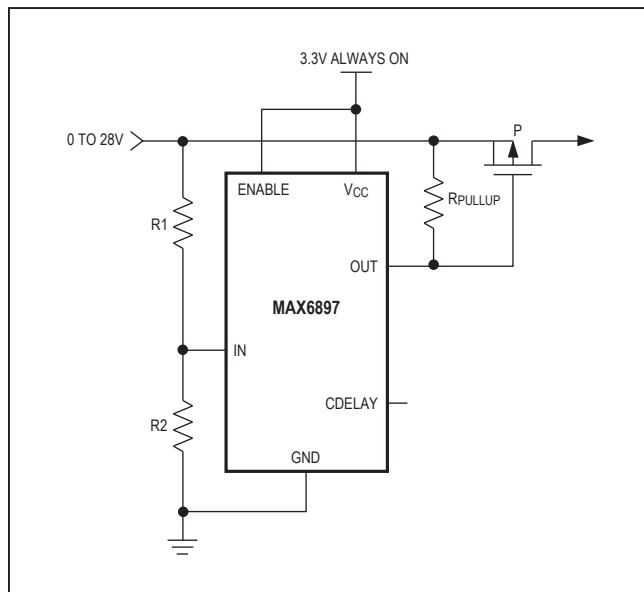 3.3V ALWAYS ON
0 TO 28V
P
ENABLE
VCC
R1
RPULLUP
OUT
MAX6897
IN
CDELAY
R2
GND